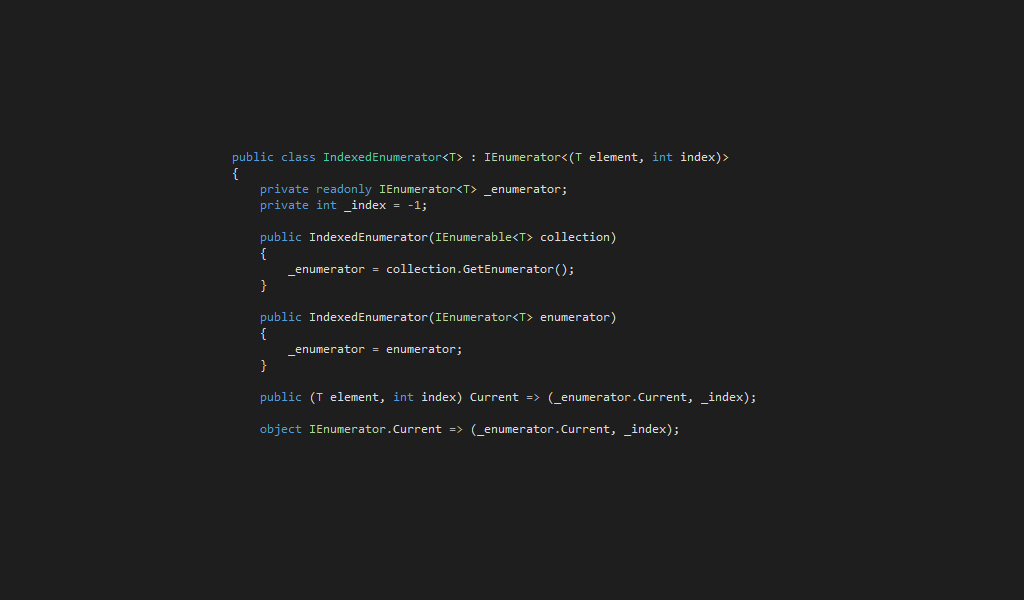 public class IndexedEnumerator<T> : IEnumerator<(T element, int index)>
{
    private readonly IEnumerator<T> _enumerator;
    private int _index = -1;

    public IndexedEnumerator(IEnumerable<T> collection)
    {
        _enumerator = collection.GetEnumerator();
    }

    public IndexedEnumerator(IEnumerator<T> enumerator)
    {
        _enumerator = enumerator;
    }

    public (T element, int index) Current => (_enumerator.Current, _index);

    object IEnumerator.Current => (_enumerator.Current, _index);